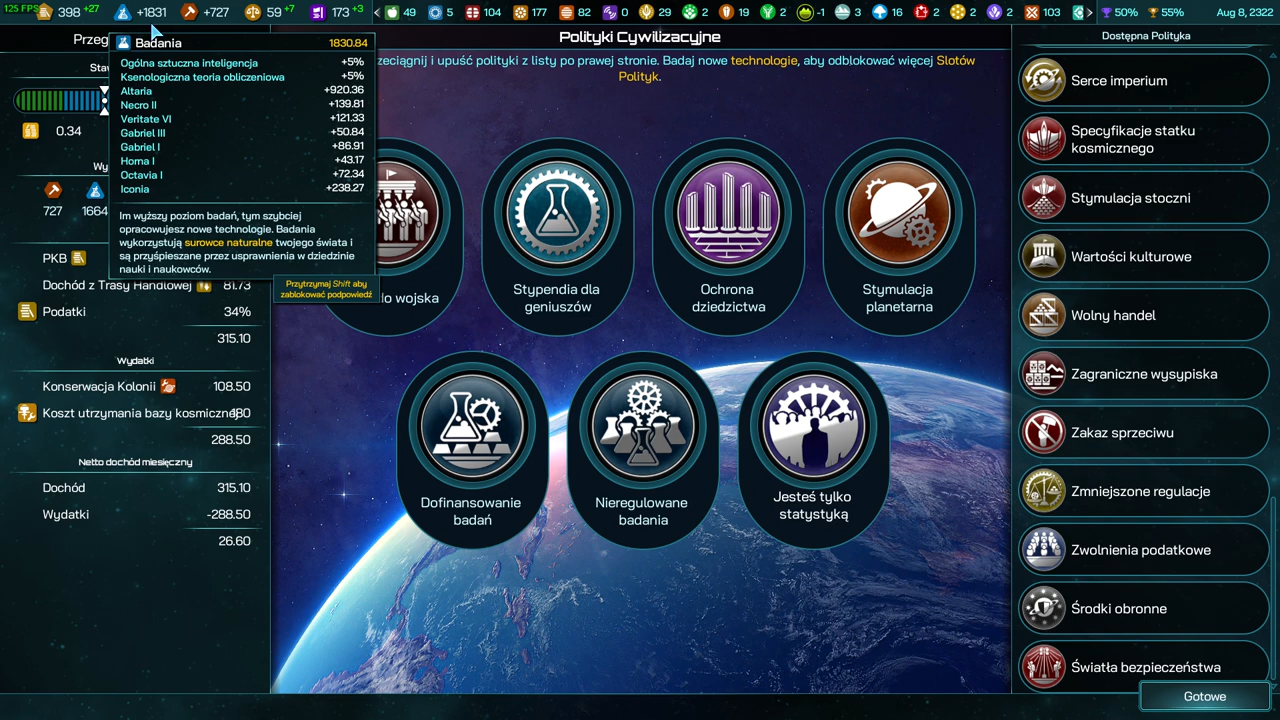 125 FPS
398 +27 +1831 +727 59 +7 173 +3 49 5 104 177 82 0 29 2 19 2 -1 3 16 2 2 2 103 50% 55% Aug 8, 2322
Badania 1830.84
Ogólna sztuczna inteligencja +5%
Ksenologiczna teoria obliczeniowa +5%
Altaria +920.36
Necro II +139.81
Veritate VI +121.33
Gabriel III +50.84
Gabriel I +86.91
Horna I +43.17
Octavia I +72.34
Iconia +238.27
Im wyższy poziom badań, tym szybciej
opracowujesz nowe technologie. Badania
wykorzystują surowce naturalne twojego świata i
są przyśpieszane przez usprawnienia w dziedzinie
nauki i naukowców.
Przytrzymaj Shift aby
zablokować podpowiedź
0.34
727 1664
PKB
Dochód z Trasy Handlowej 81.73
Podatki 34%
315.10
Wydatki
Konserwacja Kolonii 108.50
Koszt utrzymania bazy kosmicznej
288.50
Netto dochód miesięczny
Dochód 315.10
Wydatki -288.50
26.60
Polityki Cywilizacyjne
zeciągnij i upuść polityki z listy po prawej stronie. Badaj nowe technologie, aby odblokować więcej Slotów
Polityk.
lo wojska
Stypendia dla
geniuszów
Ochrona
dziedzictwa
Stymulacja
planetarna
Dofinansowanie
badań
Nieregulowane
badania
Jesteś tylko
statystyką
Dostępna Polityka
Serce imperium
Specyfikacje statku
kosmicznego
Stymulacja stoczni
Wartości kulturowe
Wolny handel
Zagraniczne wysypiska
Zakaz sprzeciwu
Zmniejszone regulacje
Zwolnienia podatkowe
Środki obronne
Światła bezpieczeństwa
Gotowe